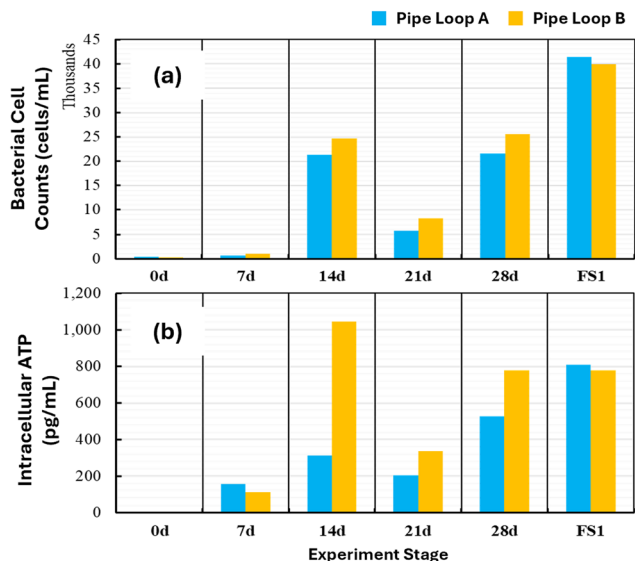 Pipe Loop A Pipe Loop B
Bacterial Cell
Counts (cells/mL)
Thousands
(a)
45
40
35
30
25
20
15
10
5
0
0d 7d 14d 21d 28d FS1
Intracellular ATP
(pg/mL)
(b)
1,200
1,000
800
600
400
200
0
0d 7d 14d 21d 28d FS1
Experiment Stage